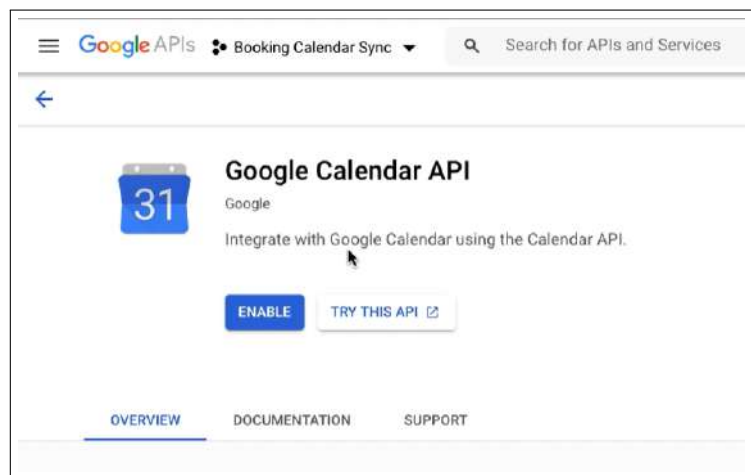 Google APIs Booking Calendar Sync Search for APIs and Services
Google Calendar API
31
Google
Integrate with Google Calendar using the Calendar API.
ENABLE TRY THIS API
OVERVIEW DOCUMENTATION SUPPORT